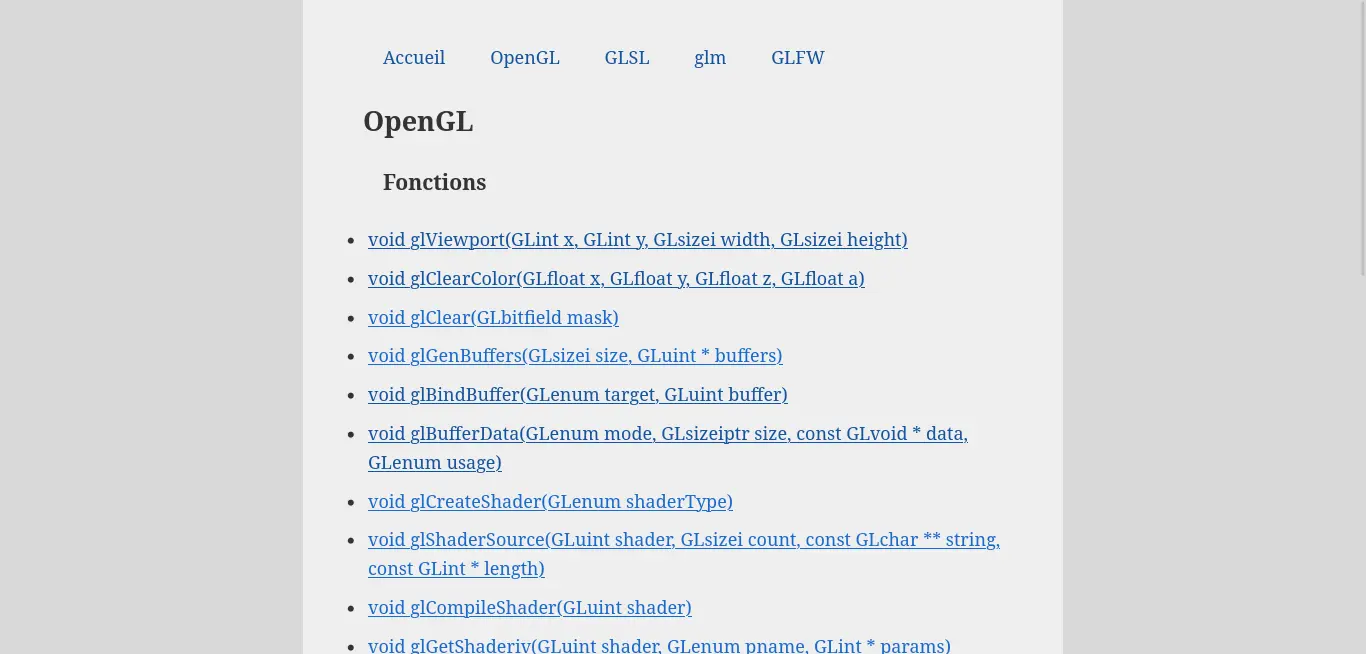 Accueil OpenGL GLSL glm GLFW
OpenGL
Fonctions
void glViewport(GLint x, GLint y, GLsizei width, GLsizei height)
void glClearColor(GLfloat x, GLfloat y, GLfloat z, GLfloat a)
void glClear(GLbitfield mask)
void glGenBuffers(GLsizei size, GLuint * buffers)
void glBindBuffer(GLenum target, GLuint buffer)
void glBufferData(GLenum mode, GLsizeiptr size, const GLvoid * data,
GLenum usage)
void glCreateShader(GLenum shaderType)
void glShaderSource(GLuint shader, GLsizei count, const GLchar ** string,
const GLint * length)
void glCompileShader(GLuint shader)
void glGetShaderiv(GLuint shader, GLenum pname, GLint * params)